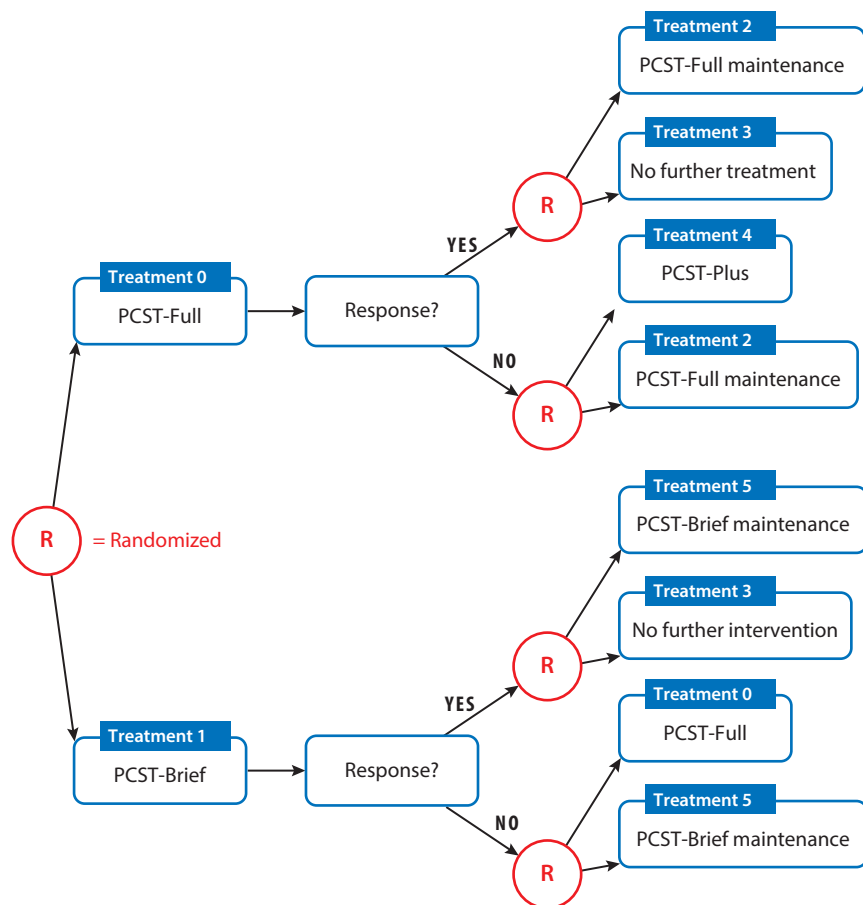 Treatment 2
PCST-Full maintenance
Treatment 3
No further treatment
R
YES
Treatment 4
PCST-Plus
Treatment 0
PCST-Full
Response?
NO
Treatment 2
PCST-Full maintenance
R
Treatment 5
PCST-Brief maintenance
R
= Randomized
Treatment 3
No further intervention
R
YES
Treatment 0
PCST-Full
Treatment 1
PCST-Brief
Response?
NO
Treatment 5
PCST-Brief maintenance
R